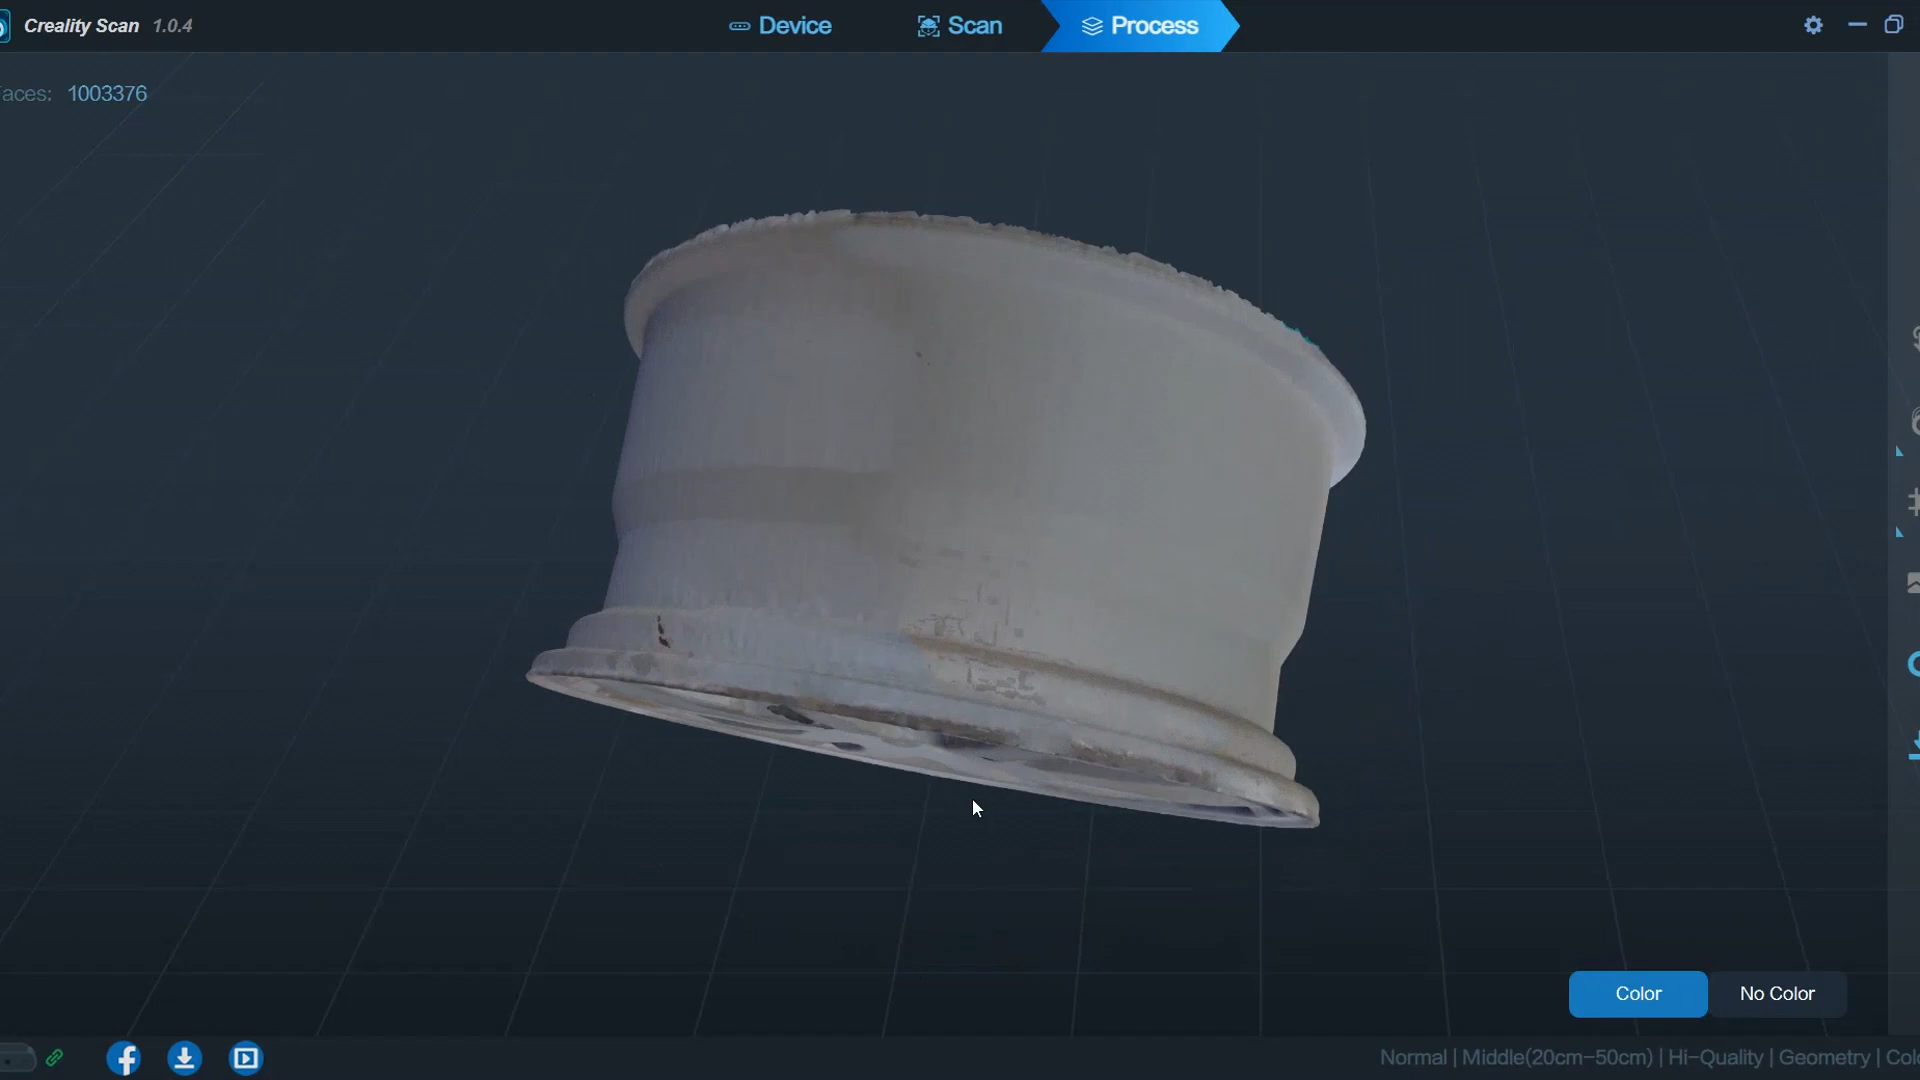 Creality Scan 1.0.4
Device
Scan
Process
aces: 1003376
Color
No Color
Normal | Middle(20cm-50cm) | Hi-Quality | Geometry | Colo